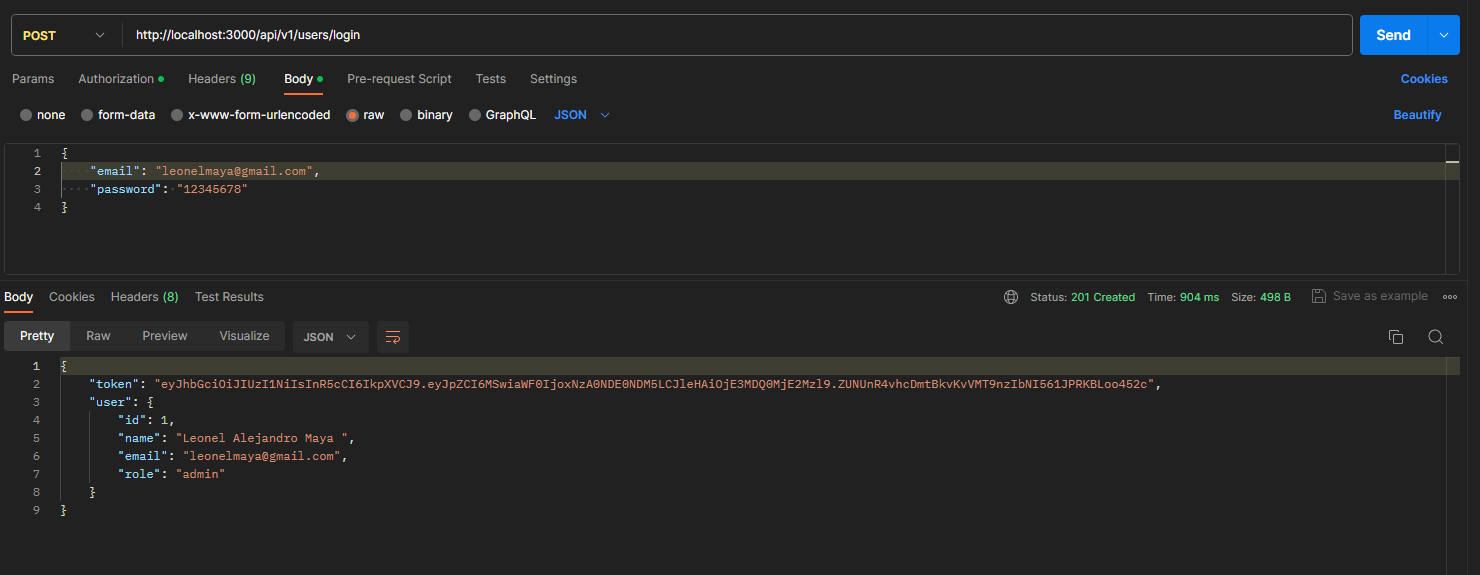 POST http://localhost:3000/api/v1/users/login Send
Params Authorization Headers (9) Body Pre-request Script Tests Settings Cookies
none form-data x-www-form-urlencoded raw binary GraphQL JSON Beautify
1 {
2 "email": "leonelmaya@gmail.com",
3 "password": "12345678"
4 }
Body Cookies Headers (8) Test Results Status: 201 Created Time: 904 ms Size: 498 B Save as example
Pretty Raw Preview Visualize JSON
1 {
2 "token": "eyJhbGciOiJIUzI1NiIsInR5cCI6IkpXVCJ9.eyJpZCI6MSwiaWF0IjoxNzA0NDE0NDM5LCJleHAiOjE3MDQ0MjE2Mzl9.ZUNUnR4vhcDmtBkvKvVMT9nzIbNI561JPRKBLoo452c",
3 "user": {
4 "id": 1,
5 "name": "Leonel Alejandro Maya ",
6 "email": "leonelmaya@gmail.com",
7 "role": "admin"
8 }
9 }